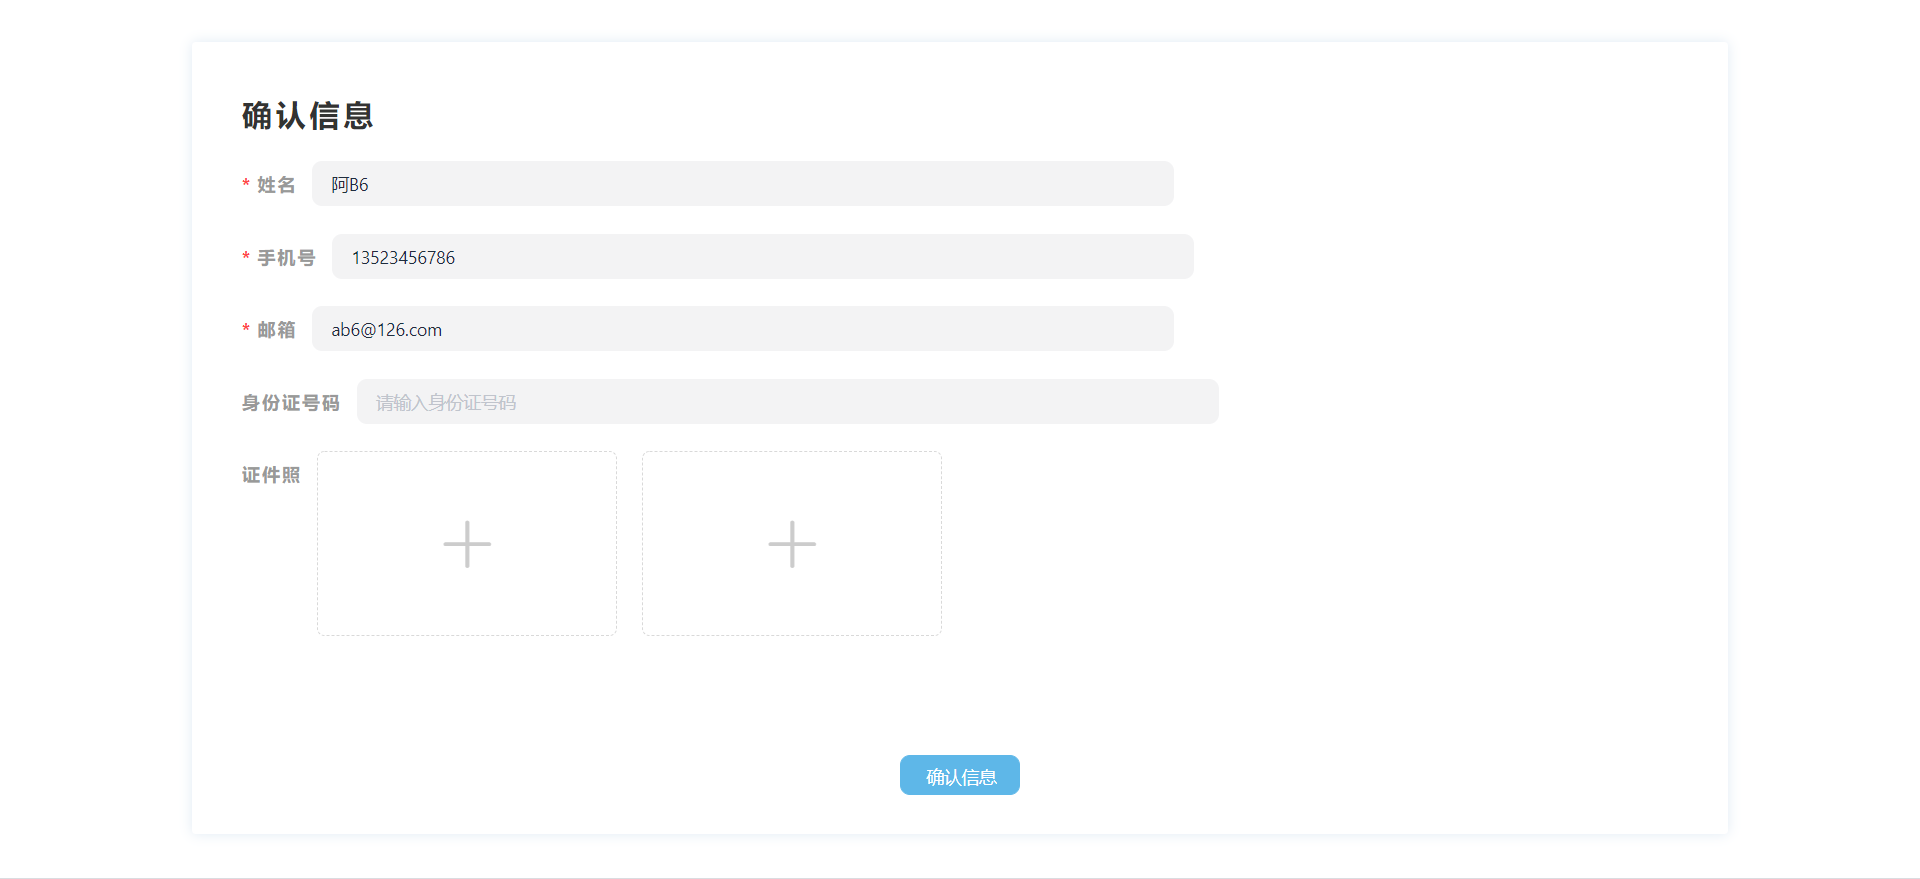 确认信息
* 姓名 阿B6
* 手机号 13523456786
* 邮箱 ab6@126.com
身份证号码 请输入身份证号码
证件照
确认信息